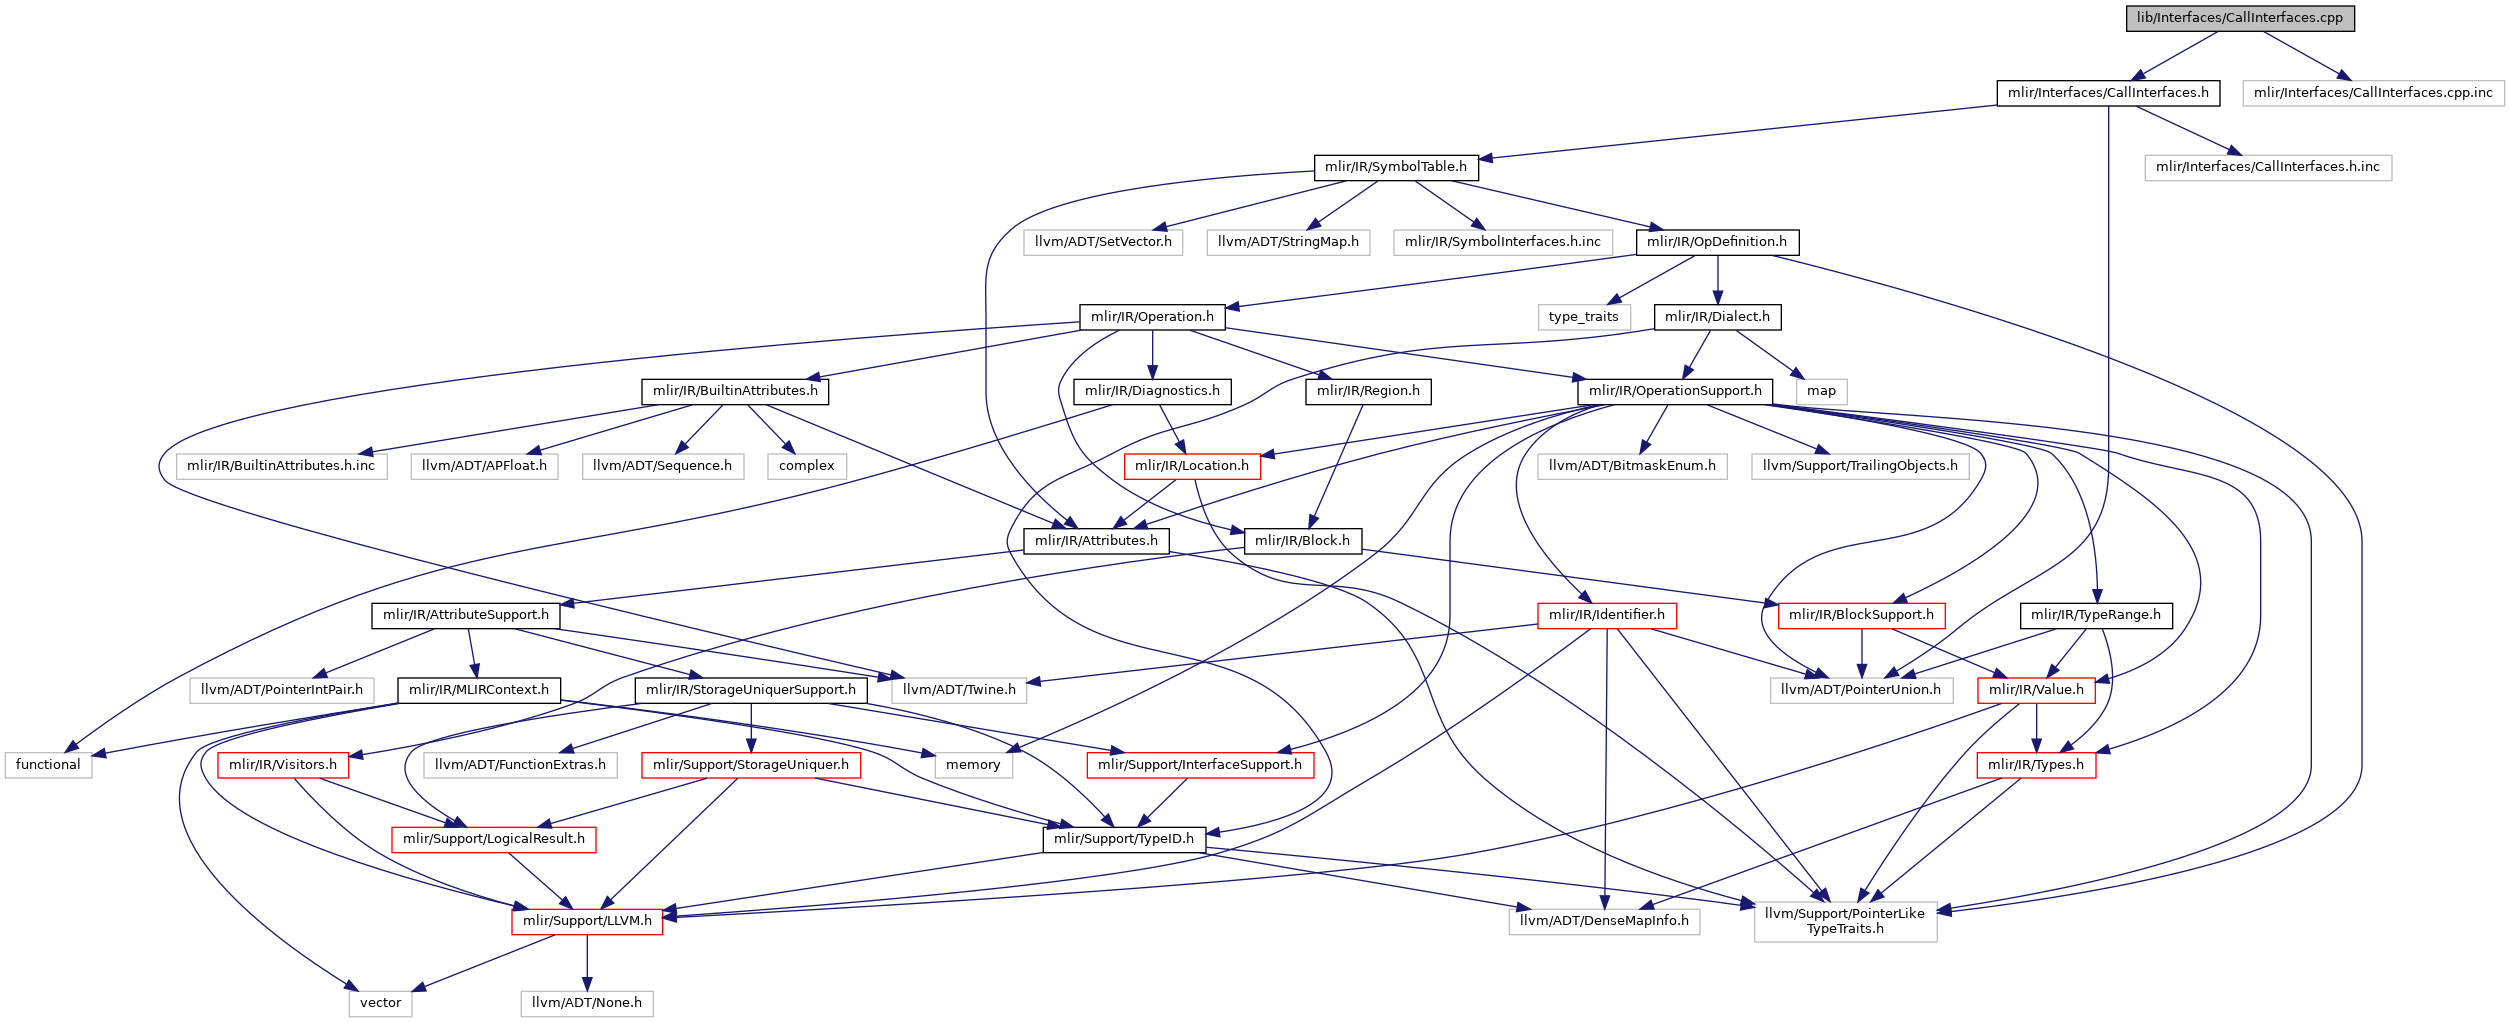 lib/Interfaces/CallInterfaces.cpp
mlir/Interfaces/CallInterfaces.h
mlir/Interfaces/CallInterfaces.cpp.inc
mlir/IR/SymbolTable.h
mlir/Interfaces/CallInterfaces.h.inc
llvm/ADT/SetVector.h
llvm/ADT/StringMap.h
mlir/IR/SymbolInterfaces.h.inc
mlir/IR/OpDefinition.h
mlir/IR/Operation.h
type_traits
mlir/IR/Dialect.h
mlir/IR/BuiltinAttributes.h
mlir/IR/Diagnostics.h
mlir/IR/Region.h
mlir/IR/OperationSupport.h
map
mlir/IR/BuiltinAttributes.h.inc
llvm/ADT/APFloat.h
llvm/ADT/Sequence.h
complex
mlir/IR/Location.h
llvm/ADT/BitmaskEnum.h
llvm/Support/TrailingObjects.h
mlir/IR/Attributes.h
mlir/IR/Block.h
mlir/IR/AttributeSupport.h
mlir/IR/Identifier.h
mlir/IR/BlockSupport.h
mlir/IR/TypeRange.h
llvm/ADT/PointerIntPair.h
mlir/IR/MLIRContext.h
mlir/IR/StorageUniquerSupport.h
llvm/ADT/Twine.h
llvm/ADT/PointerUnion.h
mlir/IR/Value.h
functional
mlir/IR/Visitors.h
llvm/ADT/FunctionExtras.h
mlir/Support/StorageUniquer.h
memory
mlir/Support/InterfaceSupport.h
mlir/IR/Types.h
mlir/Support/LogicalResult.h
mlir/Support/TypeID.h
mlir/Support/LLVM.h
llvm/ADT/DenseMapInfo.h
llvm/Support/PointerLike
TypeTraits.h
vector
llvm/ADT/None.h